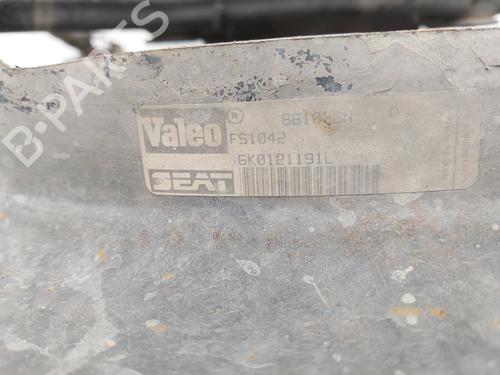 B-PARTS
Valeo ®
FS1042
6K0121191L
SEAT